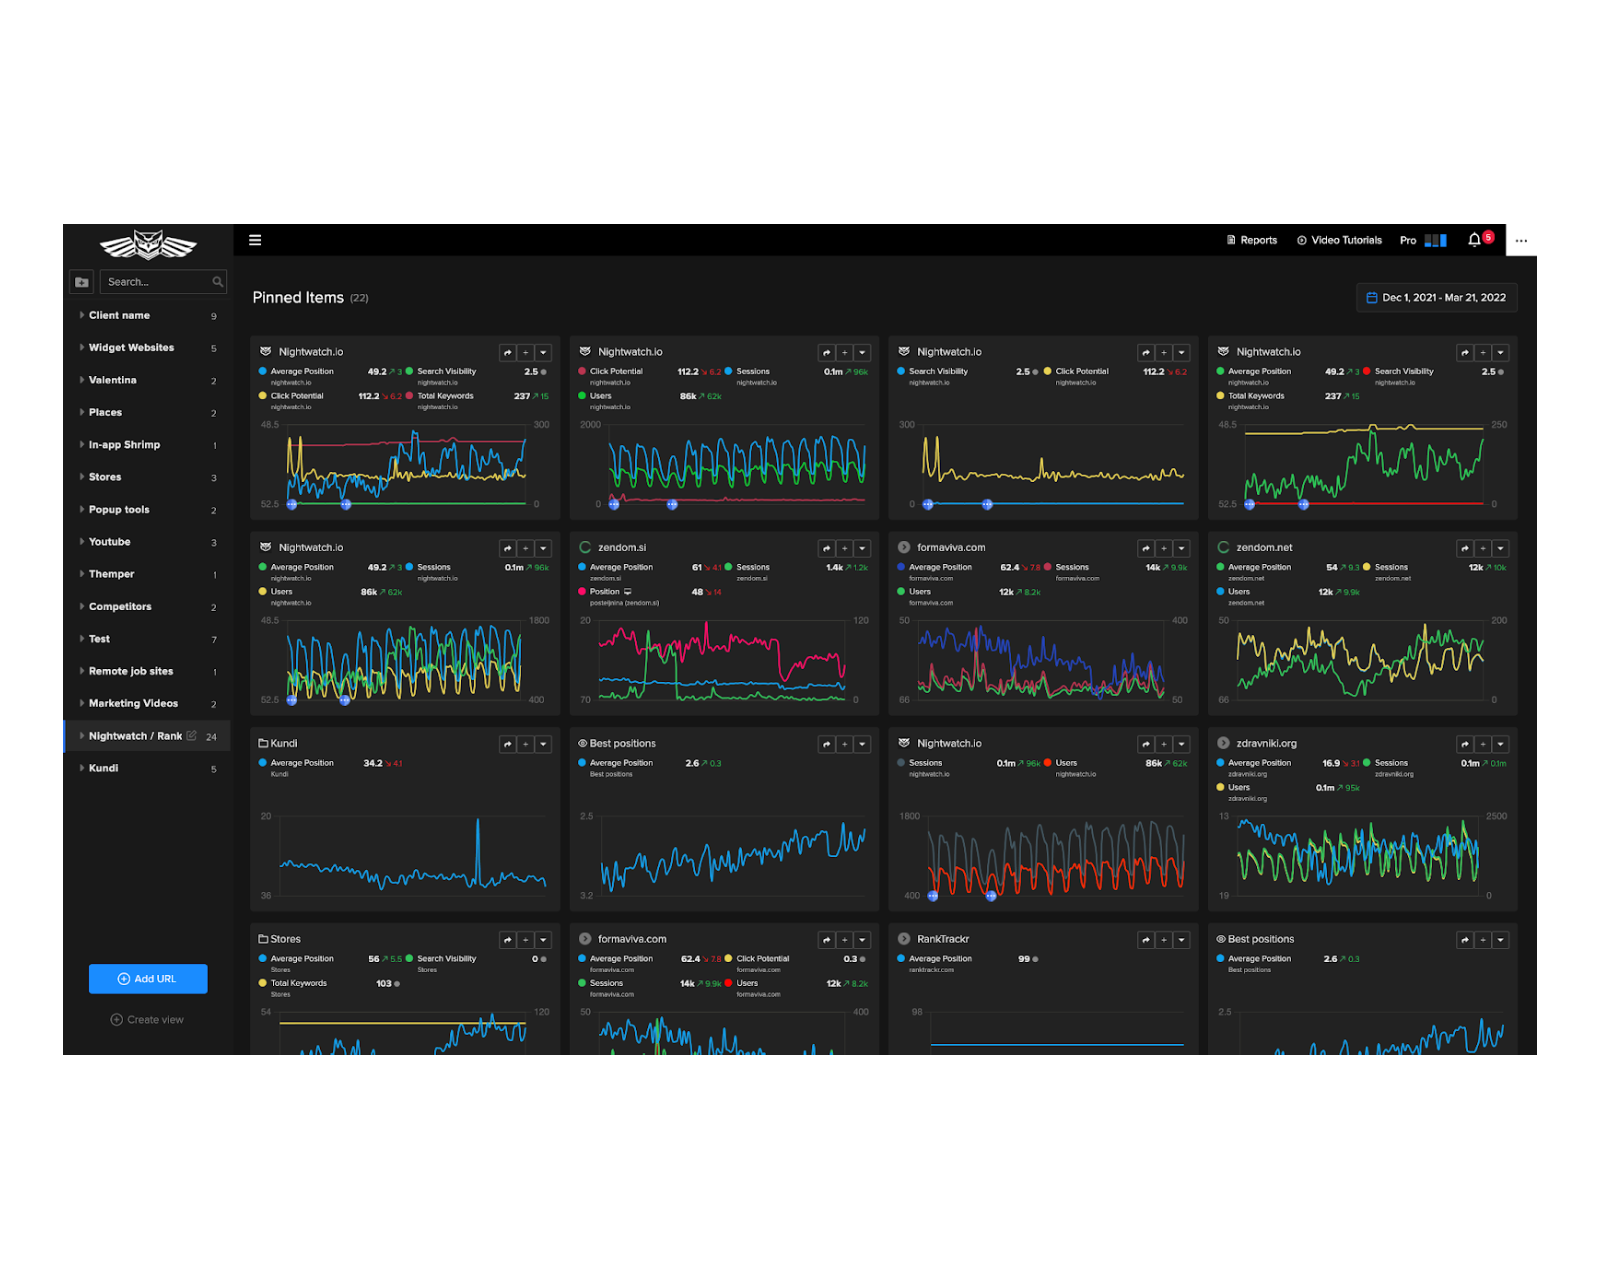 Reports Video Tutorials Pro 5 ...
Search...
Client name 9
Widget Websites 5
Valentina 2
Places 2
In-app Shrimp 1
Stores 3
Popup tools 2
Youtube 3
Themper 1
Competitors 2
Test 7
Remote job sites 1
Marketing Videos 2
Nightwatch / Rank 24
Kundi 5
Add URL
Create view
Pinned Items (22)
Dec 1, 2021 - Mar 21, 2022
Nightwatch.io
Average Position 49.2 3 Search Visibility 2.5
nightwatch.io nightwatch.io
Click Potential 112.2 6.2 Total Keywords 237 15
nightwatch.io nightwatch.io
48.5 300
52.5 0
Nightwatch.io
Click Potential 112.2 6.2 Sessions 0.1m 96k
nightwatch.io nightwatch.io
Users 86k 62k
nightwatch.io
2000
0
Nightwatch.io
Search Visibility 2.5 Click Potential 112.2 6.2
nightwatch.io nightwatch.io
300
0
Nightwatch.io
Average Position 49.2 3 Search Visibility 2.5
nightwatch.io nightwatch.io
Total Keywords 237 15
nightwatch.io
48.5 250
52.5 0
Nightwatch.io
Average Position 49.2 3 Sessions 0.1m 96k
nightwatch.io nightwatch.io
Users 86k 62k
nightwatch.io
48.5 1800
52.5 400
zendom.si
Average Position 61 4.1 Sessions 1.4k 1.2k
zendom.si zendom.si
Position 48 14
posteljnina (zendom.si)
20 120
70 0
formaviva.com
Average Position 62.4 7.8 Sessions 14k 9.9k
formaviva.com formaviva.com
Users 12k 8.2k
formaviva.com
50 400
66 50
zendom.net
Average Position 54 9.3 Sessions 12k 10k
zendom.net zendom.net
Users 12k 9.9k
zendom.net
50 200
66 0
Kundi
Average Position 34.2 4.1
Kundi
20
36
Best positions
Average Position 2.6 0.3
Best positions
2.5
3.2
Nightwatch.io
Sessions 0.1m 96k Users 86k 62k
nightwatch.io nightwatch.io
1800
400
zdravniki.org
Average Position 16.9 3.1 Sessions 0.1m 0.1m
zdravniki.org zdravniki.org
Users 0.1m 95k
zdravniki.org
13 2500
19 0
Stores
Average Position 56 5.5 Search Visibility 0
Stores Stores
Total Keywords 103
Stores
54 120
formaviva.com
Average Position 62.4 7.8 Click Potential 0.3
formaviva.com formaviva.com
Sessions 14k 9.9k Users 12k 8.2k
formaviva.com formaviva.com
50 400
RankTrackr
Average Position 99
ranktrackr.com
98
Best positions
Average Position 2.6 0.3
Best positions
2.5